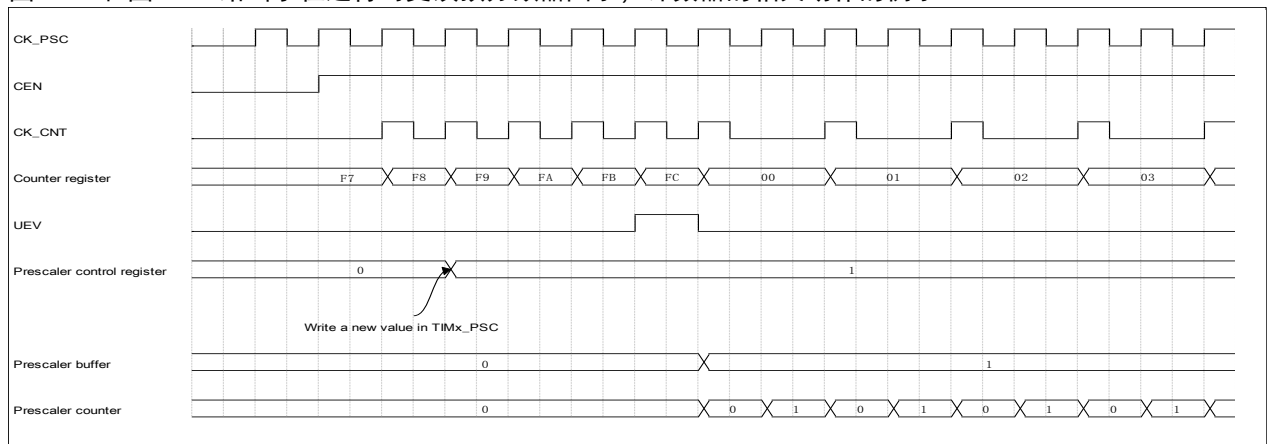 CK_PSC
CEN
CK_CNT
Counter register F7 F8 F9 FA FB FC 00 01 02 03
UEV
Prescaler control register 0 1
Write a new value in TIMx_PSC
Prescaler buffer 0 1
Prescaler counter 0 0 1 0 1 0 1 0 1